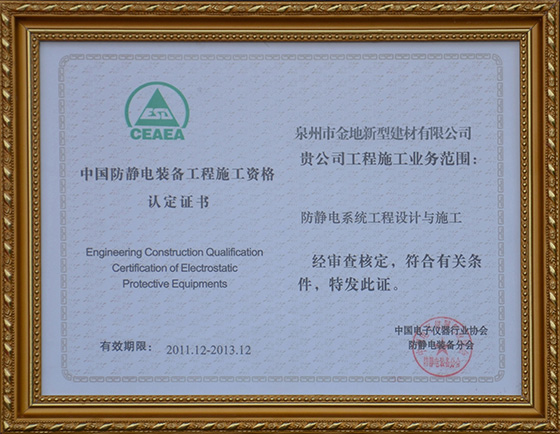 ESD
CEAEA
中国防静电装备工程施工资格
认定证书
Engineering Construction Qualification
Certification of Electrostatic
Protective Equipments
有效期限： 2011.12-2013.12
泉州市金地新型建材有限公司
贵公司工程施工业务范围：
防静电系统工程设计与施工
经审查核定，符合有关条
件，特发此证。
中国电子仪器行业协会
防静电装备分会